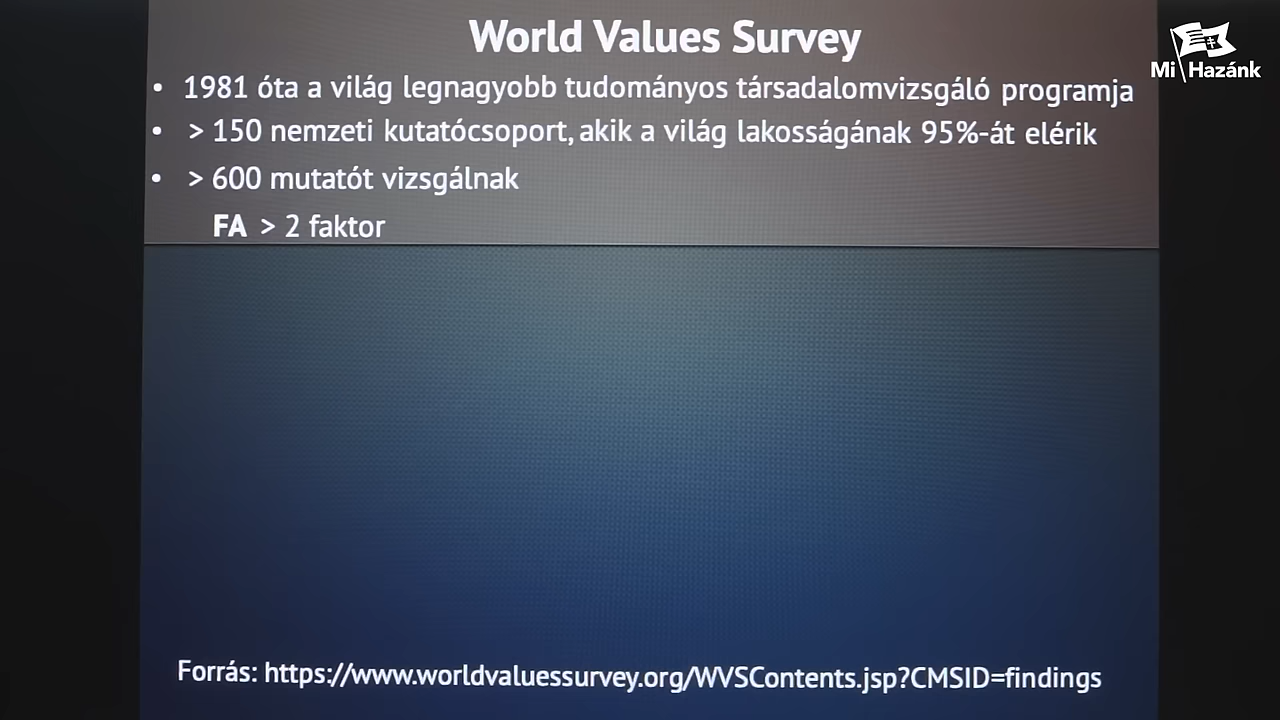 World Values Survey
Mi Hazánk
• 1981 óta a világ legnagyobb tudományos társadalomvizsgáló programja
• > 150 nemzeti kutatócsoport, akik a világ lakosságának 95%-át elérik
• > 600 mutatót vizsgálnak
FA > 2 faktor
Forrás: https://www.worldvaluessurvey.org/WVSContents.jsp?CMSID=findings